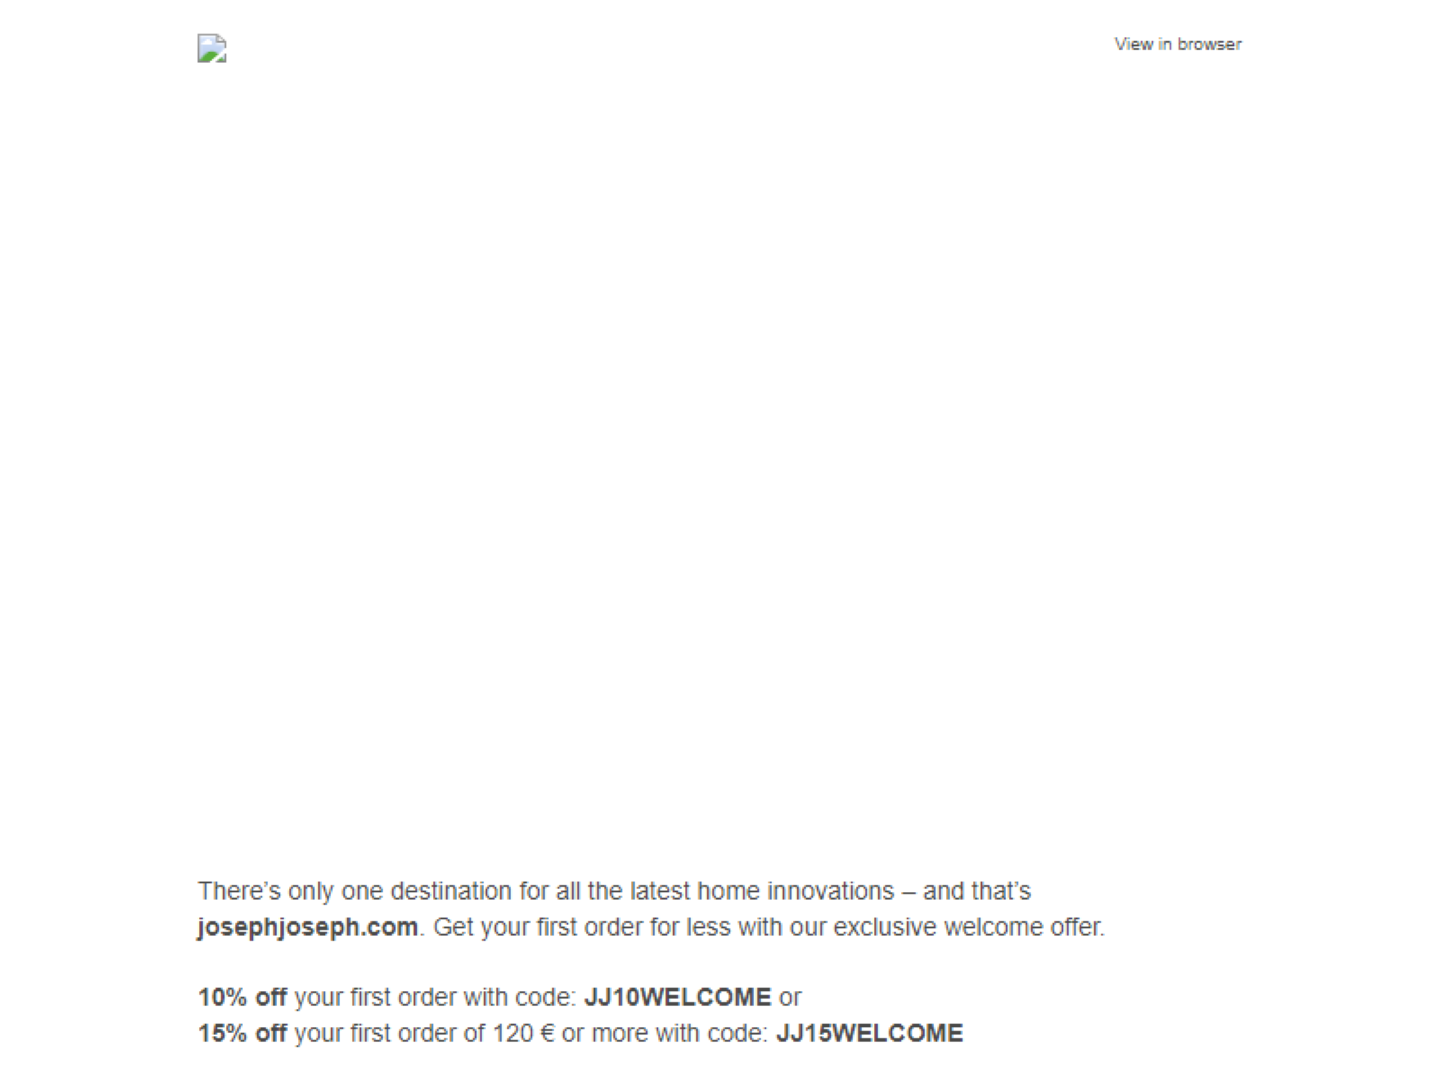 View in browser
There’s only one destination for all the latest home innovations – and that’s
josephjoseph.com. Get your first order for less with our exclusive welcome offer.
10% off your first order with code: JJ10WELCOME or
15% off your first order of 120 € or more with code: JJ15WELCOME